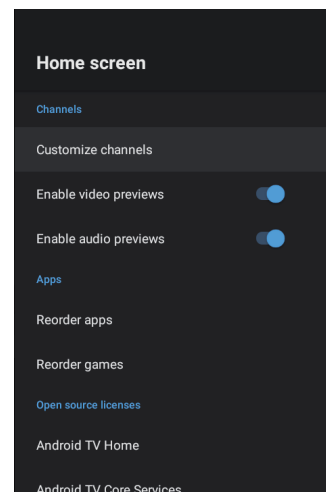 Home screen
Channels
Customize channels
Enable video previews
Enable audio previews
Apps
Reorder apps
Reorder games
Open source licenses
Android TV Home
Android TV Core Services